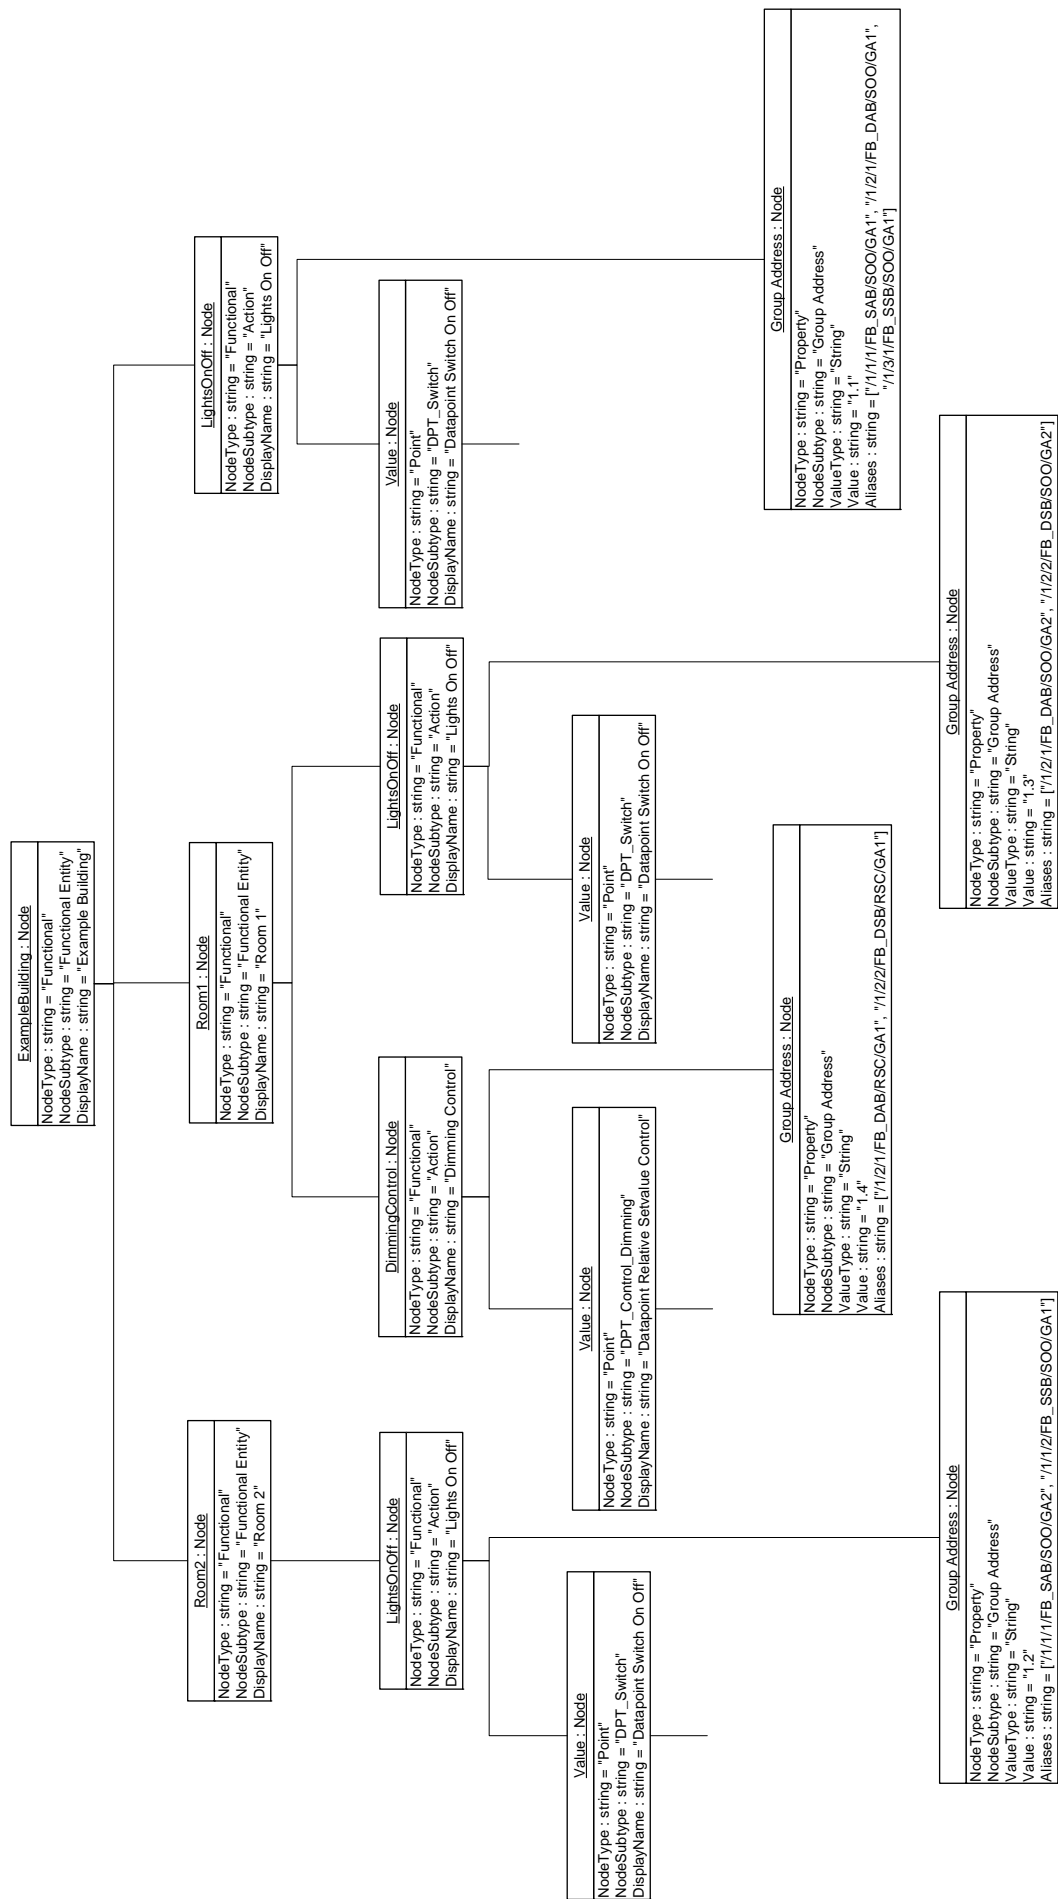 ExampleBuilding : Node
NodeType : string = "Functional"
NodeSubtype : string = "Functional Entity"
DisplayName : string = "Example Building"
Room2 : Node
NodeType : string = "Functional"
NodeSubtype : string = "Functional Entity"
DisplayName : string = "Room 2"
Room1 : Node
NodeType : string = "Functional"
NodeSubtype : string = "Functional Entity"
DisplayName : string = "Room 1"
LightsOnOff : Node
NodeType : string = "Functional"
NodeSubtype : string = "Action"
DisplayName : string = "Lights On Off"
LightsOnOff : Node
NodeType : string = "Functional"
NodeSubtype : string = "Action"
DisplayName : string = "Lights On Off"
DimmingControl : Node
NodeType : string = "Functional"
NodeSubtype : string = "Action"
DisplayName : string = "Dimming Control"
LightsOnOff : Node
NodeType : string = "Functional"
NodeSubtype : string = "Action"
DisplayName : string = "Lights On Off"
Value : Node
NodeType : string = "Point"
NodeSubtype : string = "DPT_Switch"
DisplayName : string = "Datapoint Switch On Off"
Value : Node
NodeType : string = "Point"
NodeSubtype : string = "DPT_Switch"
DisplayName : string = "Datapoint Switch On Off"
Value : Node
NodeType : string = "Point"
NodeSubtype : string = "DPT_Control_Dimming"
DisplayName : string = "Datapoint Relative Setvalue Control"
Value : Node
NodeType : string = "Point"
NodeSubtype : string = "DPT_Switch"
DisplayName : string = "Datapoint Switch On Off"
Group Address : Node
NodeType : string = "Property"
NodeSubtype : string = "Group Address"
ValueType : string = "String"
Value : string = "1.4"
Aliases : string = ["/1/2/1/FB_DAB/RSC/GA1", "/1/2/2/FB_DSB/RSC/GA1"]
Group Address : Node
NodeType : string = "Property"
NodeSubtype : string = "Group Address"
ValueType : string = "String"
Value : string = "1.1"
Aliases : string = ["/1/1/1/FB_SAB/SOO/GA1", "/1/2/1/FB_DAB/SOO/GA1",
"/1/3/1/FB_SSB/SOO/GA1"]
Group Address : Node
NodeType : string = "Property"
NodeSubtype : string = "Group Address"
ValueType : string = "String"
Value : string = "1.2"
Aliases : string = ["/1/1/1/FB_SAB/SOO/GA2", "/1/1/2/FB_SSB/SOO/GA1"]
Group Address : Node
NodeType : string = "Property"
NodeSubtype : string = "Group Address"
ValueType : string = "String"
Value : string = "1.3"
Aliases : string = ["/1/2/1/FB_DAB/SOO/GA2", "/1/2/2/FB_DSB/SOO/GA2"]